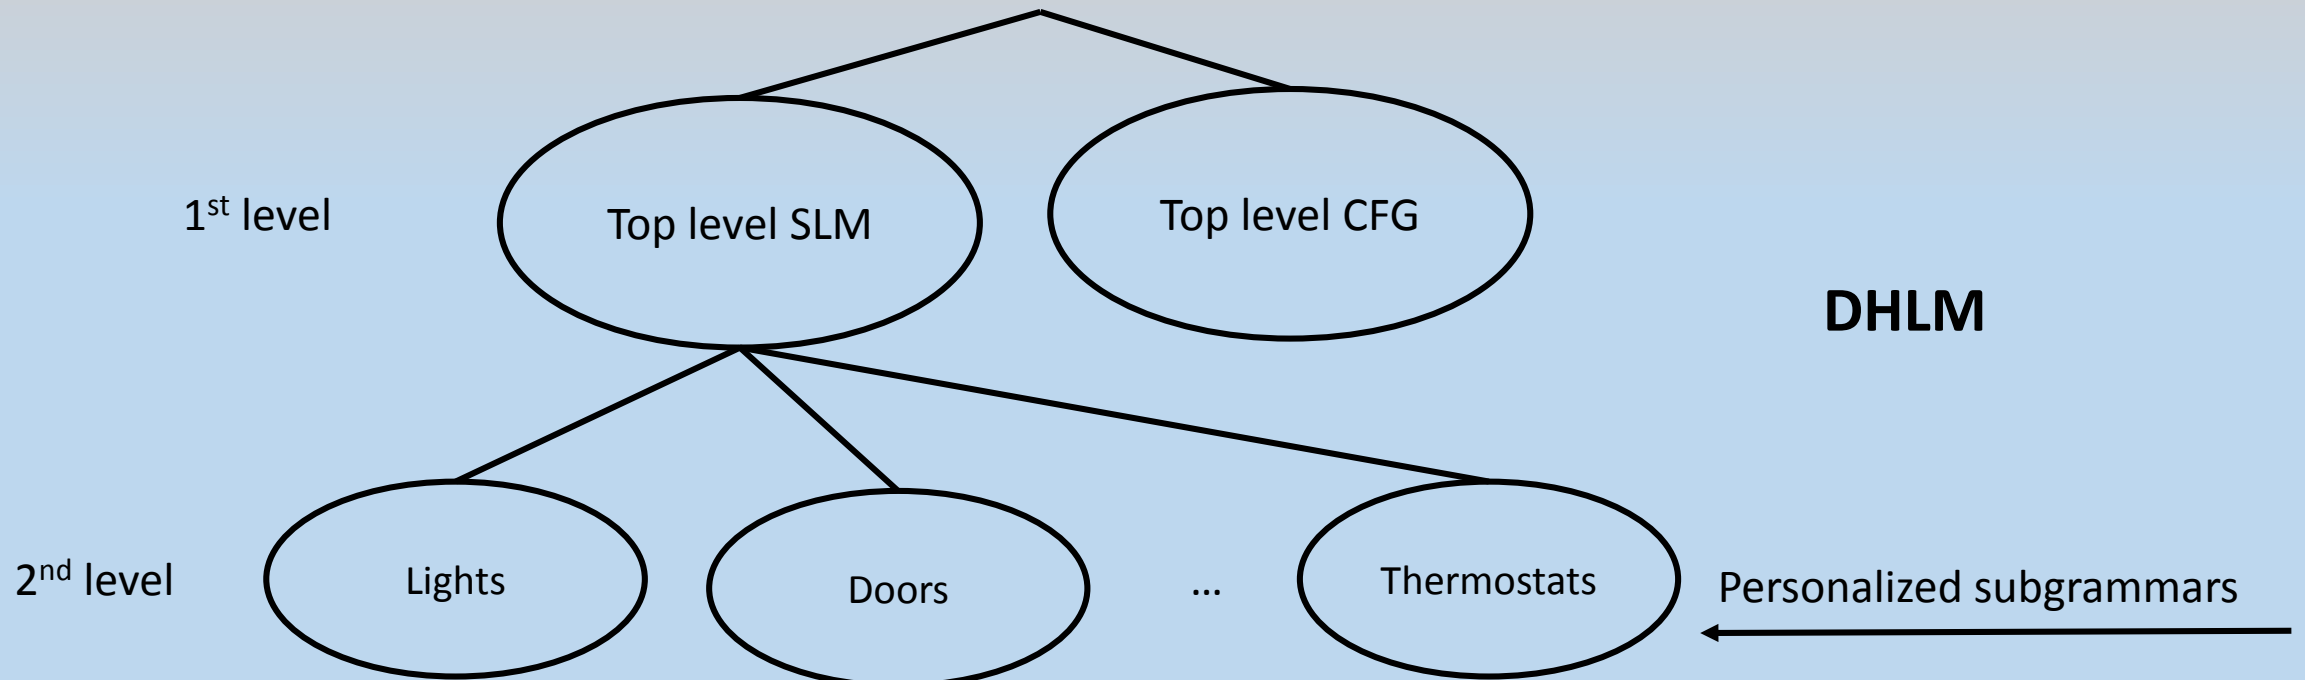 1st level
Top level SLM
Top level CFG
DHLM
2nd level
Lights
Doors
...
Thermostats
Personalized subgrammars